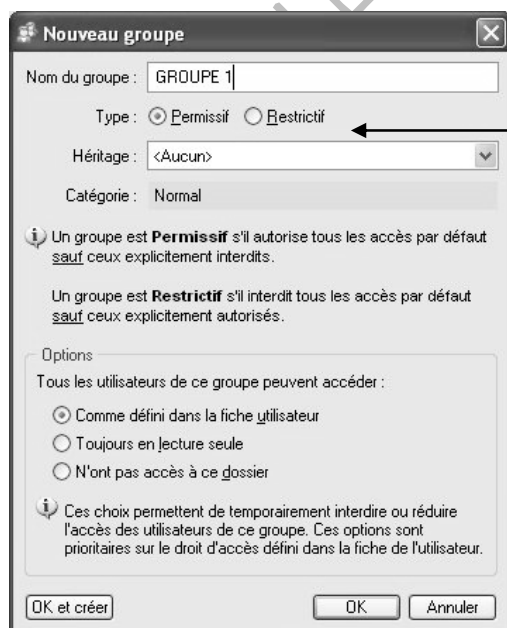 Nouveau groupe
Nom du groupe : GROUPE 1
Type : Permissif Restrictif
Héritage : <Aucun>
Catégorie : Normal
Un groupe est Permissif s'il autorise tous les accès par défaut
sauf ceux explicitement interdits.
Un groupe est Restrictif s'il interdit tous les accès par défaut
sauf ceux explicitement autorisés.
Options
Tous les utilisateurs de ce groupe peuvent accéder :
Comme défini dans la fiche utilisateur
Toujours en lecture seule
N'ont pas accès à ce dossier
Ces choix permettent de temporairement interdire ou réduire
l'accès des utilisateurs de ce groupe. Ces options sont
prioritaires sur le droit d'accès défini dans la fiche de l'utilisateur.
OK et créer OK Annuler